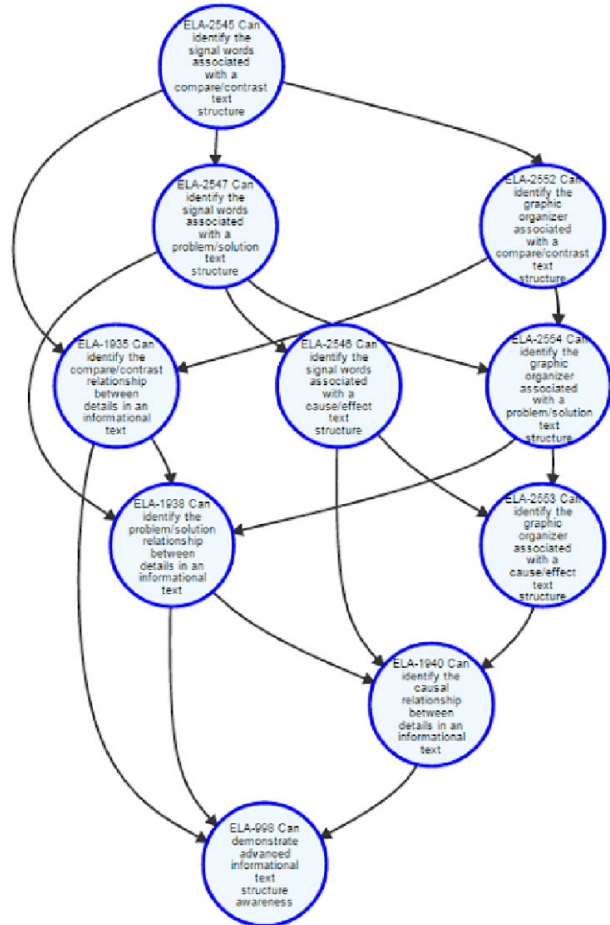 ELA-2545 Can
identify the
signal words
associated
with a
compare/contrast
text
structure
ELA-2547 Can
identify the
signal words
associated
with a
problem/solution
text
structure
ELA-2552 Can
identify the
graphic
organizer
associated
with a
compare/contrast
text
structure
ELA-1935 Can
identify the
compare/contrast
relationship
between
details in an
informational
text
ELA-2546 Can
identify the
signal words
associated
with a
cause/effect
text
structure
ELA-2554 Can
identify the
graphic
organizer
associated
with a
problem/solution
text
structure
ELA-1938 Can
identify the
problem/solution
relationship
between
details in an
informational
text
ELA-2553 Can
identify the
graphic
organizer
associated
with a
cause/effect
text
structure
ELA-1940 Can
identify the
causal
relationship
between
details in an
informational
text
ELA-998 Can
demonstrate
advanced
informational
text
structure
awareness